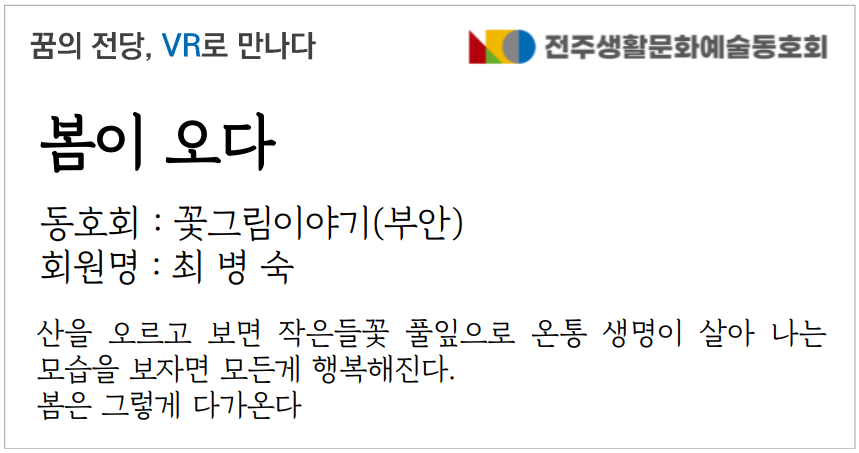 꿈의 전당, VR로 만나다
전주생활문화예술동호회
봄이 오다
동호회 : 꽃그림이야기(부안)
회원명 : 최 병 숙
산을 오르고 보면 작은들꽃 풀잎으로 온통 생명이 살아 나는
모습을 보자면 모든게 행복해진다.
봄은 그렇게 다가온다